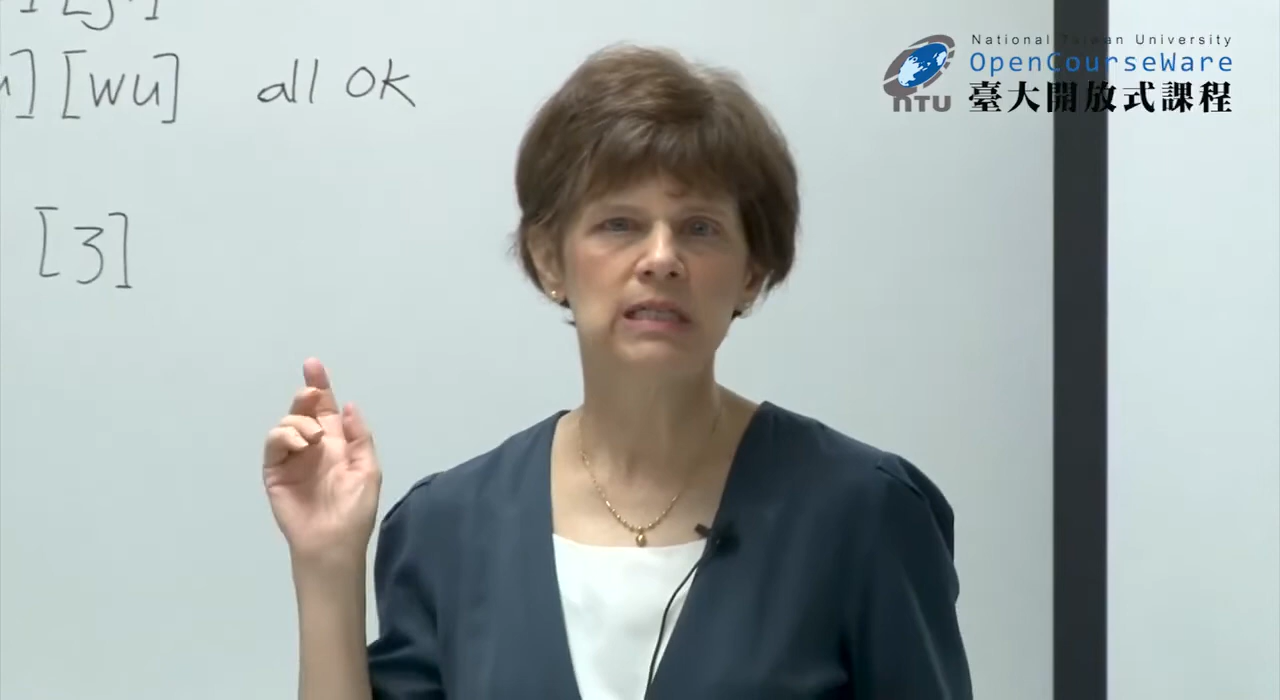 [wu] all OK
[ʒ]
National Taiwan University
OpenCourseWare
NTU
臺大開放式課程